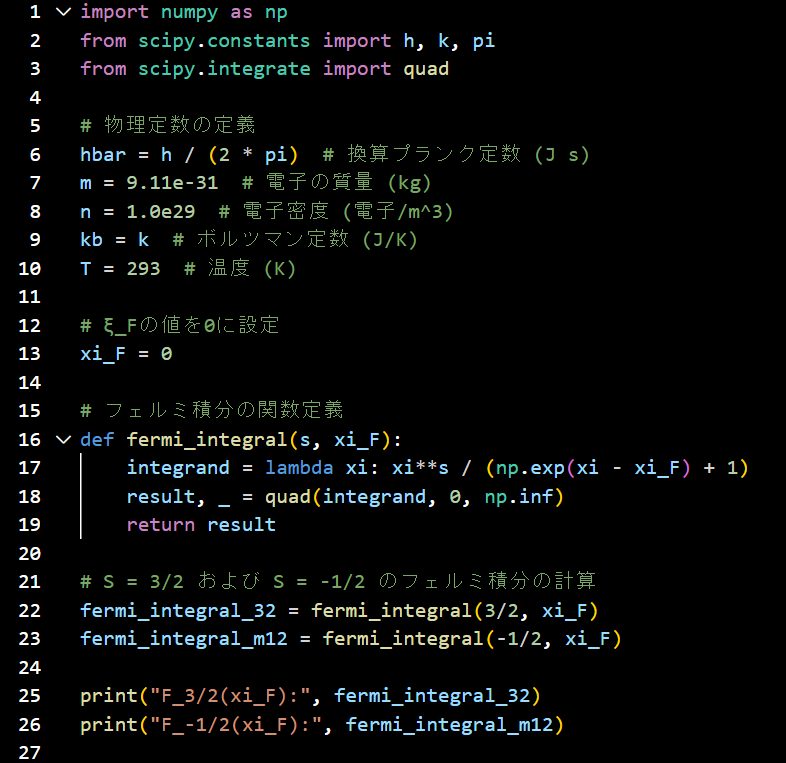 1 import numpy as np
2 from scipy.constants import h, k, pi
3 from scipy.integrate import quad
4
5 # 物理定数の定義
6 hbar = h / (2 * pi)  # 換算プランク定数 (J s)
7 m = 9.11e-31  # 電子の質量 (kg)
8 n = 1.0e29  # 電子密度 (電子/m^3)
9 kb = k  # ボルツマン定数 (J/K)
10 T = 293  # 温度 (K)
11
12 # ξ_Fの値を0に設定
13 xi_F = 0
14
15 # フェルミ積分の関数定義
16 def fermi_integral(s, xi_F):
17     integrand = lambda xi: xi**s / (np.exp(xi - xi_F) + 1)
18     result, _ = quad(integrand, 0, np.inf)
19     return result
20
21 # S = 3/2 および S = -1/2 のフェルミ積分の計算
22 fermi_integral_32 = fermi_integral(3/2, xi_F)
23 fermi_integral_m12 = fermi_integral(-1/2, xi_F)
24
25 print("F_3/2(xi_F):", fermi_integral_32)
26 print("F_-1/2(xi_F):", fermi_integral_m12)
27